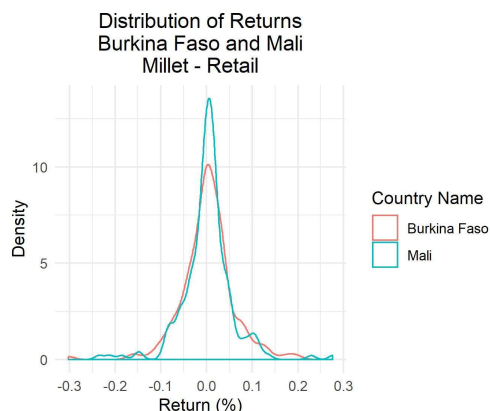 Distribution of Returns
Burkina Faso and Mali
Millet - Retail
Density
10
5
0
-0.3 -0.2 -0.1 0.0 0.1 0.2 0.3
Return (%)
Country Name
Burkina Faso
Mali